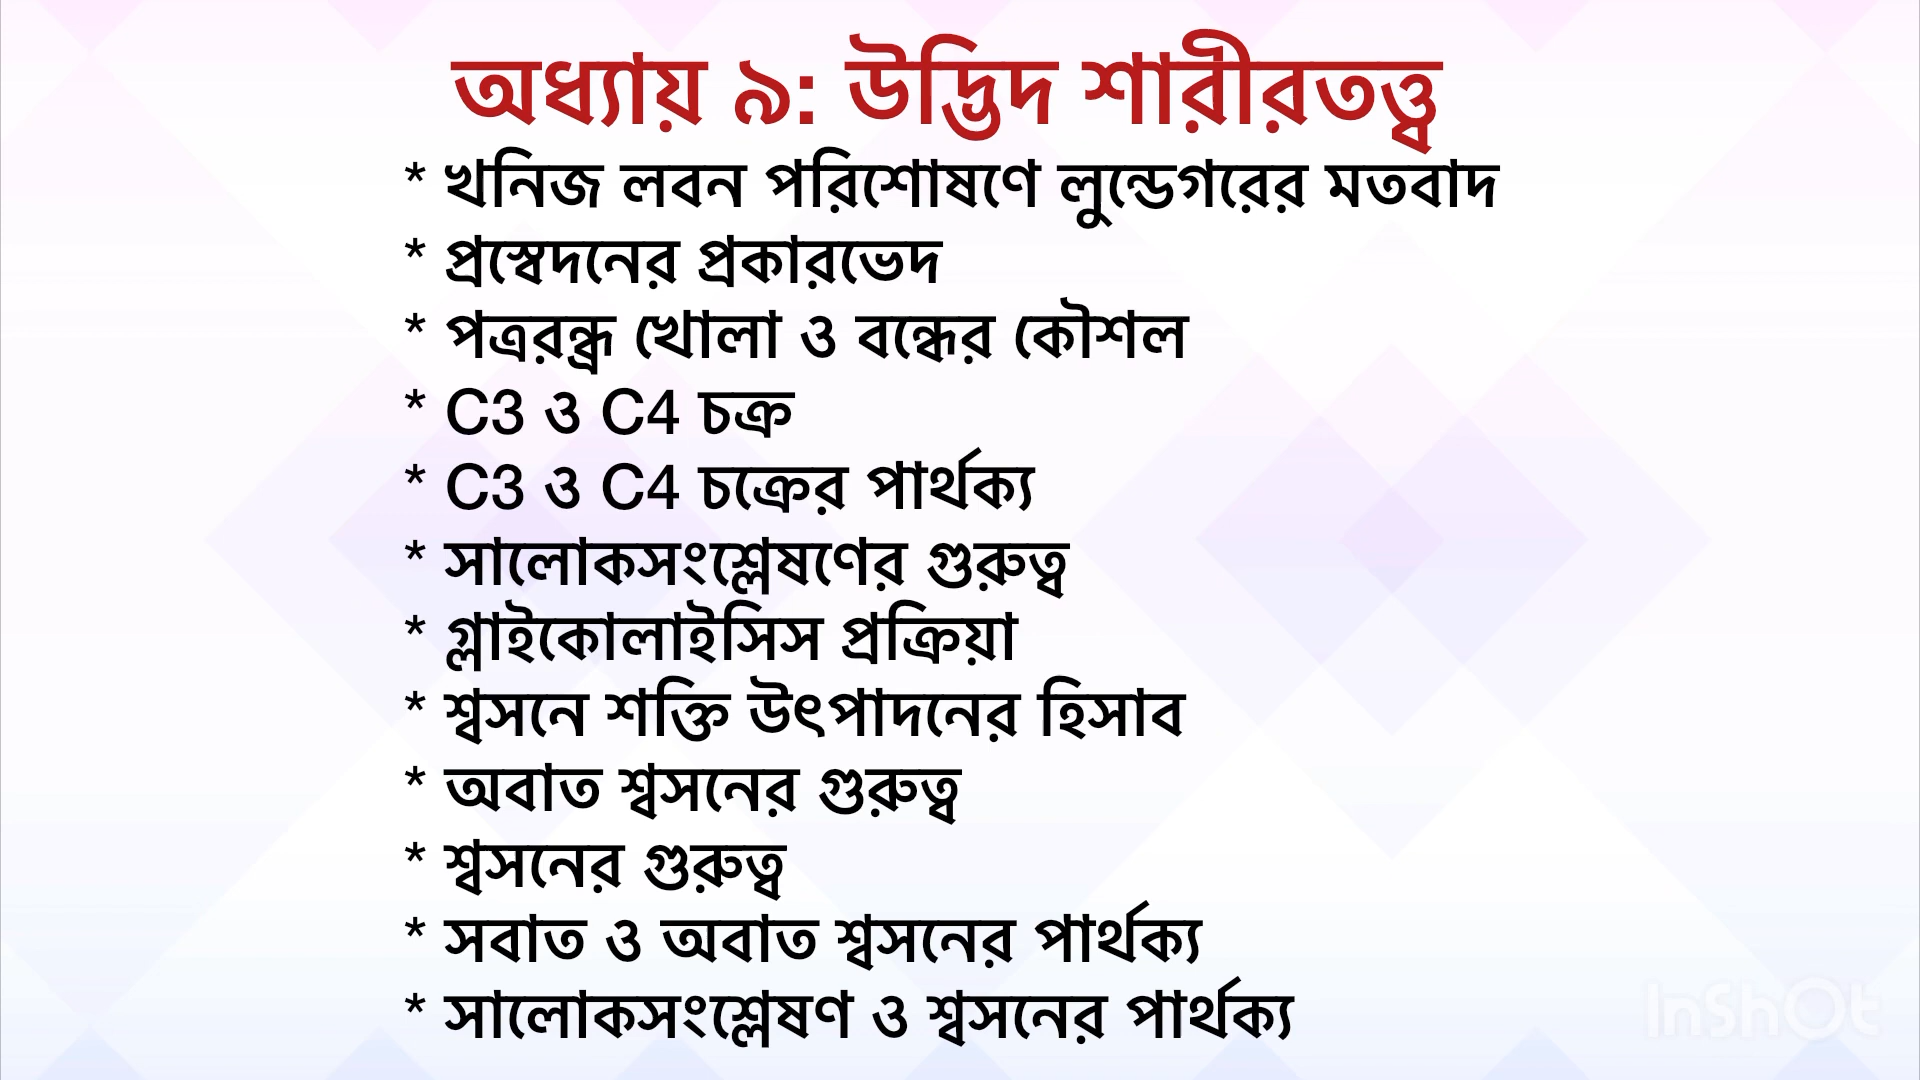 অধ্যায় ৯: উদ্ভিদ শারীরতত্ত্ব
* খনিজ লবন পরিশোষণে লুন্ডেগরের মতবাদ
* প্রস্বেদনের প্রকারভেদ
* পত্ররন্ধ্র খোলা ও বন্ধের কৌশল
* C3 ও C4 চক্র
* C3 ও C4 চক্রের পার্থক্য
* সালোকসংশ্লেষণের গুরুত্ব
* গ্লাইকোলাইসিস প্রক্রিয়া
* শ্বসনে শক্তি উৎপাদনের হিসাব
* অবাত শ্বসনের গুরুত্ব
* শ্বসনের গুরুত্ব
* সবাত ও অবাত শ্বসনের পার্থক্য
* সালোকসংশ্লেষণ ও শ্বসনের পার্থক্য
InShOt